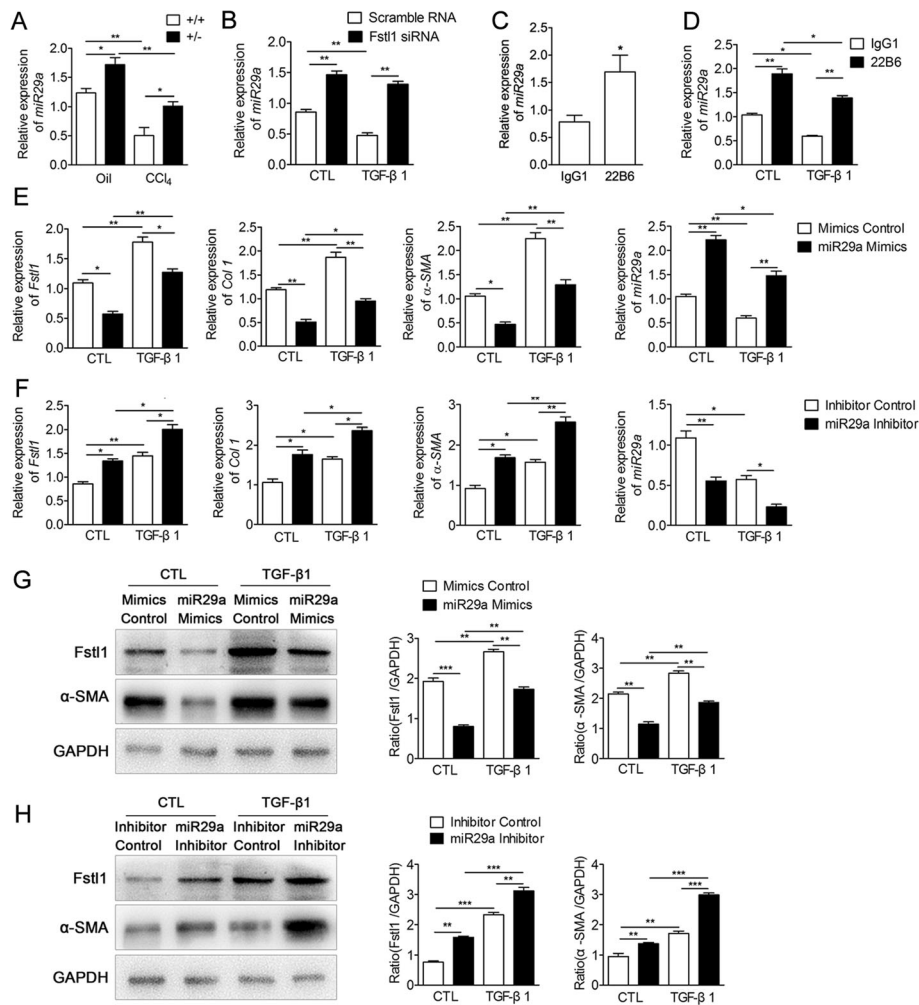 A
+/+
+/-
Relative expression
of miR29a
2.0
1.5
1.0
0.5
0.0
**
*
**
*
Oil
CCl4
B
Scramble RNA
Fstl1 siRNA
Relative expression
of miR29a
2.0
1.5
1.0
0.5
0.0
**
**
**
**
CTL
TGF-β 1
C
Relative expression
of miR29a
2.5
2.0
1.5
1.0
0.5
0.0
*
IgG1
22B6
D
IgG1
22B6
Relative expression
of miR29a
2.5
2.0
1.5
1.0
0.5
0.0
*
*
**
**
CTL
TGF-β 1
E
Relative expression
of Fstl1
2.0
1.5
1.0
0.5
0.0
**
**
*
*
CTL
TGF-β 1
Relative expression
of Col 1
2.5
2.0
1.5
1.0
0.5
0.0
*
**
**
**
CTL
TGF-β 1
Relative expression
of α-SMA
2.5
2.0
1.5
1.0
0.5
0.0
**
**
**
*
CTL
TGF-β 1
Relative expression
of miR29a
2.5
2.0
1.5
1.0
0.5
0.0
*
**
**
**
CTL
TGF-β 1
Mimics Control
miR29a Mimics
F
Relative expression
of Fstl1
2.5
2.0
1.5
1.0
0.5
0.0
*
**
*
*
CTL
TGF-β 1
Relative expression
of Col 1
3.0
2.0
1.0
0.0
*
*
*
*
CTL
TGF-β 1
Relative expression
of α-SMA
3.0
2.0
1.0
0.0
**
**
*
*
CTL
TGF-β 1
Relative expression
of miR29a
1.5
1.0
0.5
0.0
*
**
*
CTL
TGF-β 1
Inhibitor Control
miR29a Inhibitor
G
CTL TGF-β1
Mimics miR29a Mimics miR29a
Control Mimics Control Mimics
Fstl1
α-SMA
GAPDH
Mimics Control
miR29a Mimics
Ratio(Fstl1 /GAPDH)
3
2
1
0
**
**
**
***
CTL
TGF-β 1
Ratio(α -SMA /GAPDH)
4
3
2
1
0
**
**
**
**
CTL
TGF-β 1
H
CTL TGF-β1
Inhibitor miR29a Inhibitor miR29a
Control Inhibitor Control Inhibitor
Fstl1
α-SMA
GAPDH
Inhibitor Control
miR29a Inhibitor
Ratio(Fstl1 /GAPDH)
4
3
2
1
0
***
**
***
**
CTL
TGF-β 1
Ratio(α -SMA /GAPDH)
4
3
2
1
0
***
***
**
**
CTL
TGF-β 1